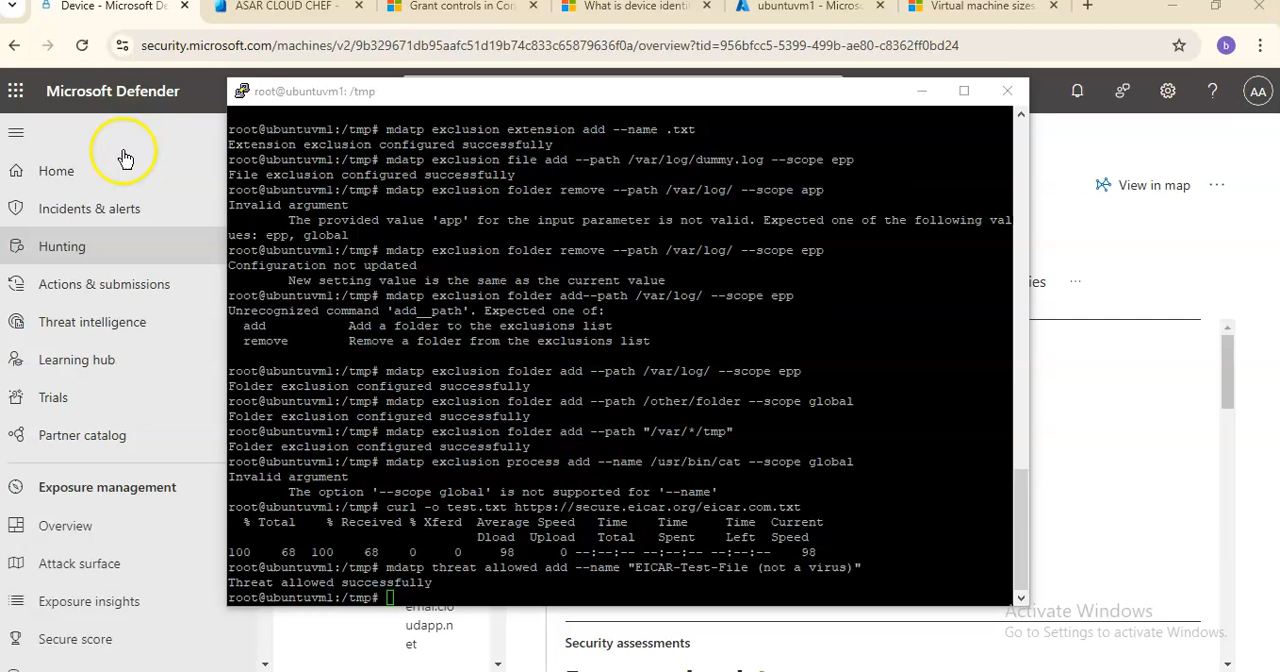 Device - Microsoft De
ASAR CLOUD CHEF -
Grant controls in Con
What is device identi
ubuntuvm1 - Microso
Virtual machine sizes
security.microsoft.com/machines/v2/9b329671db95aafc51d19b74c833c65879636f0a/overview?tid=956bfcc5-5399-499b-ae80-c8362ff0bd24
b
Microsoft Defender
AA
root@ubuntuvm1: /tmp
root@ubuntuvm1:/tmp# mdatp exclusion extension add --name .txt
Extension exclusion configured successfully
root@ubuntuvm1:/tmp# mdatp exclusion file add --path /var/log/dummy.log --scope epp
File exclusion configured successfully
root@ubuntuvm1:/tmp# mdatp exclusion folder remove --path /var/log/ --scope app
Invalid argument
The provided value 'app' for the input parameter is not valid. Expected one of the following val
ues: epp, global
root@ubuntuvm1:/tmp# mdatp exclusion folder remove --path /var/log/ --scope epp
Configuration not updated
New setting value is the same as the current value
root@ubuntuvm1:/tmp# mdatp exclusion folder add--path /var/log/ --scope epp
Unrecognized command 'add__path'. Expected one of:
add Add a folder to the exclusions list
remove Remove a folder from the exclusions list
root@ubuntuvm1:/tmp# mdatp exclusion folder add --path /var/log/ --scope epp
Folder exclusion configured successfully
root@ubuntuvm1:/tmp# mdatp exclusion folder add --path /other/folder --scope global
Folder exclusion configured successfully
root@ubuntuvm1:/tmp# mdatp exclusion folder add --path "/var/*/tmp"
Folder exclusion configured successfully
root@ubuntuvm1:/tmp# mdatp exclusion process add --name /usr/bin/cat --scope global
Invalid argument
The option '--scope global' is not supported for '--name'
root@ubuntuvm1:/tmp# curl -o test.txt https://secure.eicar.org/eicar.com.txt
% Total % Received % Xferd Average Speed Time Time Time Current
Dload Upload Total Spent Left Speed
100 68 100 68 0 0 98 0 --:--:-- --:--:-- --:--:-- 98
root@ubuntuvm1:/tmp# mdatp threat allowed add --name "EICAR-Test-File (not a virus)"
Threat allowed successfully
root@ubuntuvm1:/tmp#
Home
Incidents & alerts
Hunting
Actions & submissions
Threat intelligence
Learning hub
Trials
Partner catalog
Exposure management
Overview
Attack surface
Exposure insights
Secure score
View in map
ies
ernal.clo
udapp.n
et
Security assessments
Activate Windows
Go to Settings to activate Windows.